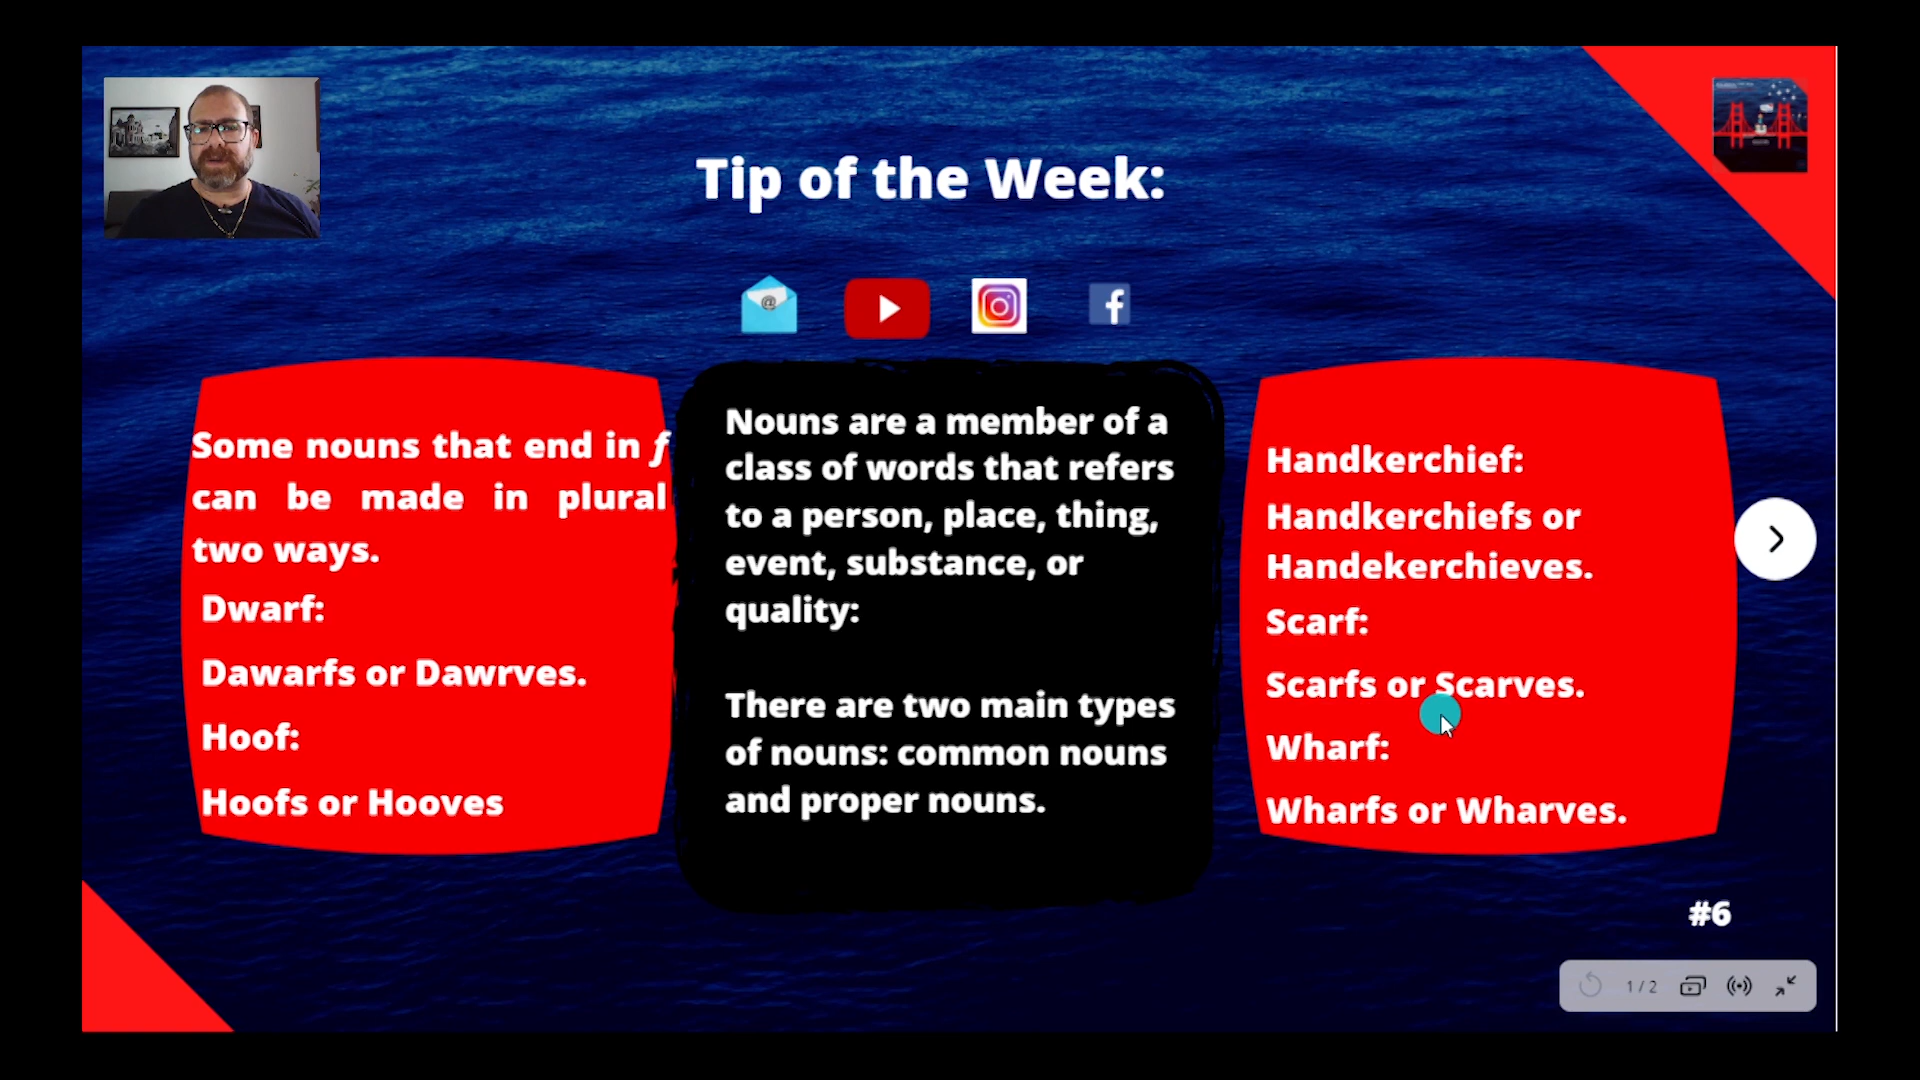 Tip of the Week:
Some nouns that end in f
can be made in plural
two ways.
Dwarf:
Dawarfs or Dawrves.
Hoof:
Hoofs or Hooves
Nouns are a member of a
class of words that refers
to a person, place, thing,
event, substance, or
quality:
There are two main types
of nouns: common nouns
and proper nouns.
Handkerchief:
Handkerchiefs or
Handekerchieves.
Scarf:
Scarfs or Scarves.
Wharf:
Wharfs or Wharves.
#6
1 / 2